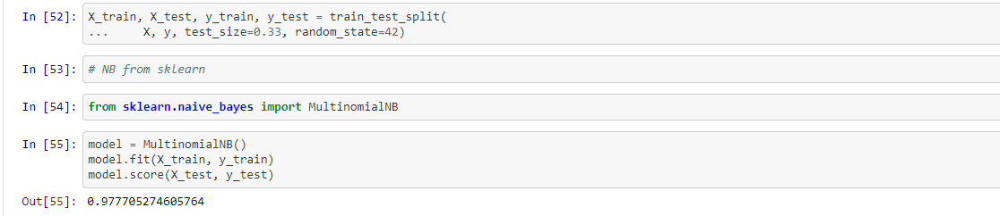 In [52]: X_train, X_test, y_train, y_test = train_test_split(
...     X, y, test_size=0.33, random_state=42)
In [53]: # NB from sklearn
In [54]: from sklearn.naive_bayes import MultinomialNB
In [55]: model = MultinomialNB()
model.fit(X_train, y_train)
model.score(X_test, y_test)
Out[55]: 0.977705274605764